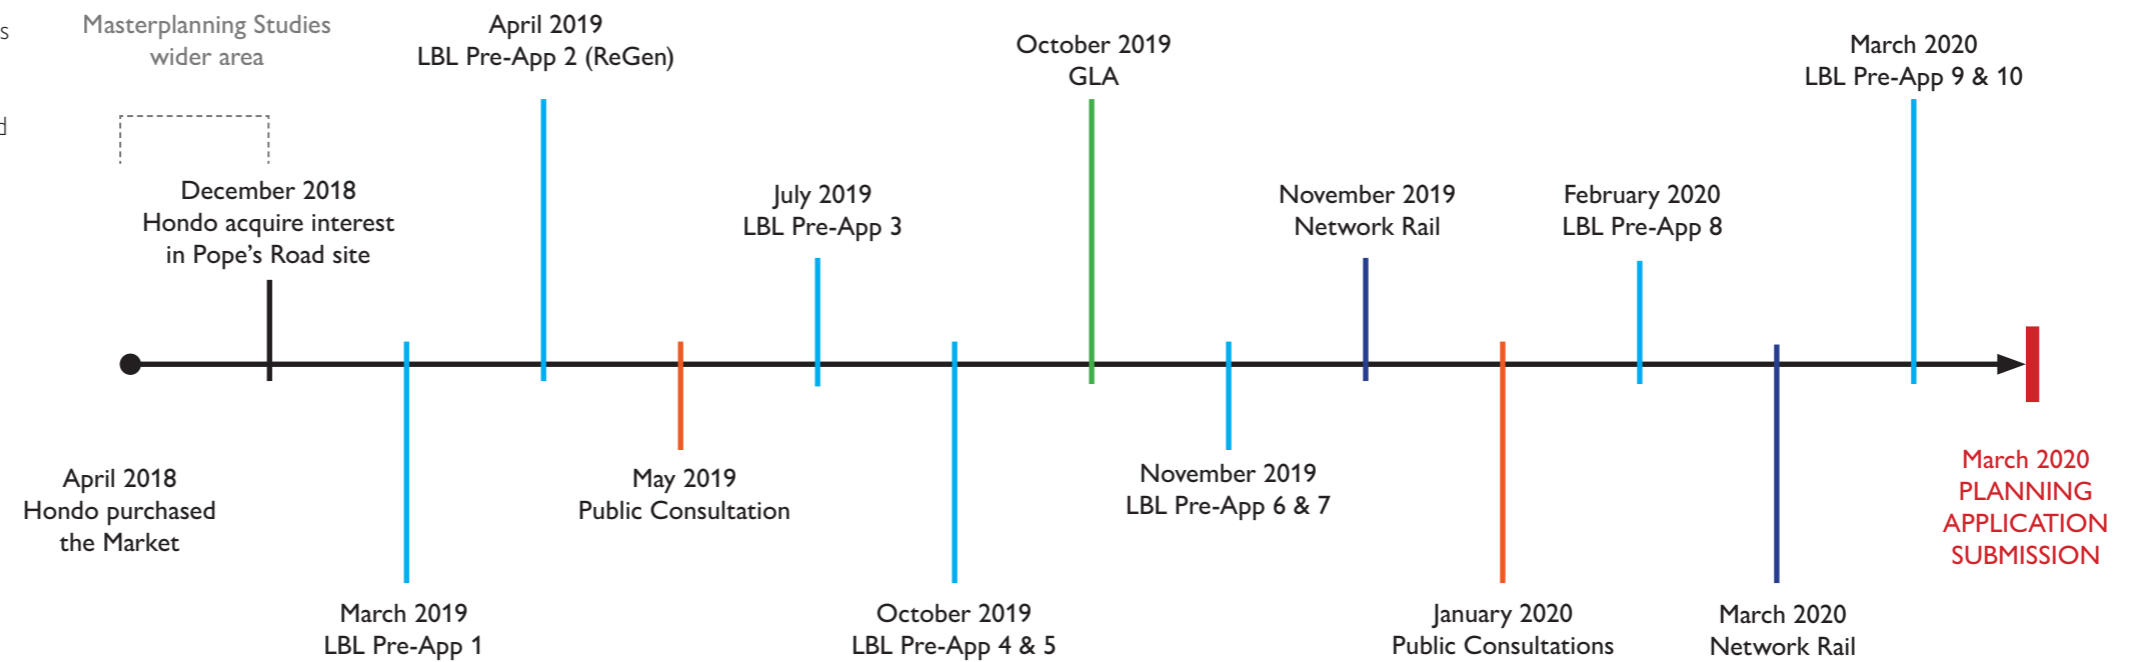 s
d
Masterplanning Studies
wider area
April 2018
Hondo purchased
the Market
December 2018
Hondo acquire interest
in Pope’s Road site
March 2019
LBL Pre-App 1
April 2019
LBL Pre-App 2 (ReGen)
May 2019
Public Consultation
July 2019
LBL Pre-App 3
October 2019
LBL Pre-App 4 & 5
October 2019
GLA
November 2019
LBL Pre-App 6 & 7
November 2019
Network Rail
January 2020
Public Consultations
February 2020
LBL Pre-App 8
March 2020
Network Rail
March 2020
LBL Pre-App 9 & 10
March 2020
PLANNING
APPLICATION
SUBMISSION